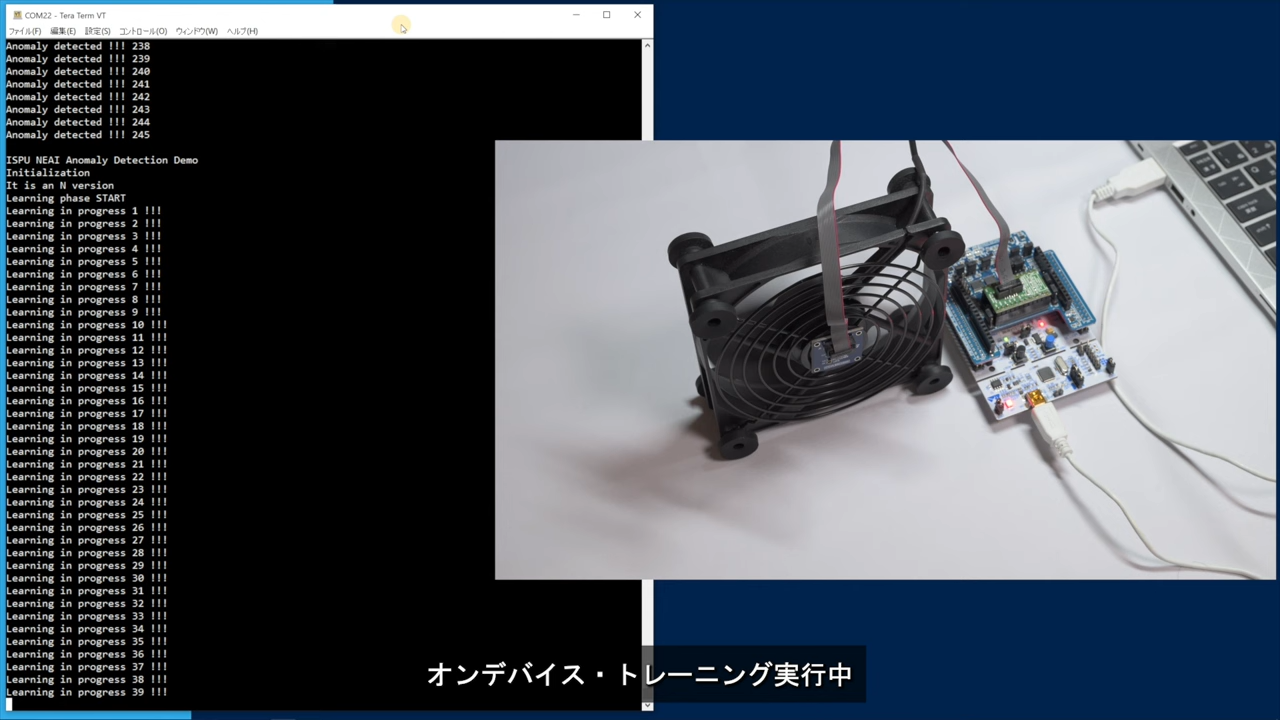 COM22 - Tera Term VT
ファイル(F) 編集(E) 設定(S) コントロール(O) ウィンドウ(W) ヘルプ(H)
Anomaly detected !!! 238
Anomaly detected !!! 239
Anomaly detected !!! 240
Anomaly detected !!! 241
Anomaly detected !!! 242
Anomaly detected !!! 243
Anomaly detected !!! 244
Anomaly detected !!! 245
ISPU NEAI Anomaly Detection Demo
Initialization
It is an N version
Learning phase START
Learning in progress 1 !!!
Learning in progress 2 !!!
Learning in progress 3 !!!
Learning in progress 4 !!!
Learning in progress 5 !!!
Learning in progress 6 !!!
Learning in progress 7 !!!
Learning in progress 8 !!!
Learning in progress 9 !!!
Learning in progress 10 !!!
Learning in progress 11 !!!
Learning in progress 12 !!!
Learning in progress 13 !!!
Learning in progress 14 !!!
Learning in progress 15 !!!
Learning in progress 16 !!!
Learning in progress 17 !!!
Learning in progress 18 !!!
Learning in progress 19 !!!
Learning in progress 20 !!!
Learning in progress 21 !!!
Learning in progress 22 !!!
Learning in progress 23 !!!
Learning in progress 24 !!!
Learning in progress 25 !!!
Learning in progress 26 !!!
Learning in progress 27 !!!
Learning in progress 28 !!!
Learning in progress 29 !!!
Learning in progress 30 !!!
Learning in progress 31 !!!
Learning in progress 32 !!!
Learning in progress 33 !!!
Learning in progress 34 !!!
Learning in progress 35 !!!
Learning in progress 36 !!!
Learning in progress 37 !!!
Learning in progress 38 !!!
Learning in progress 39 !!!
オンデバイス・トレーニング実行中